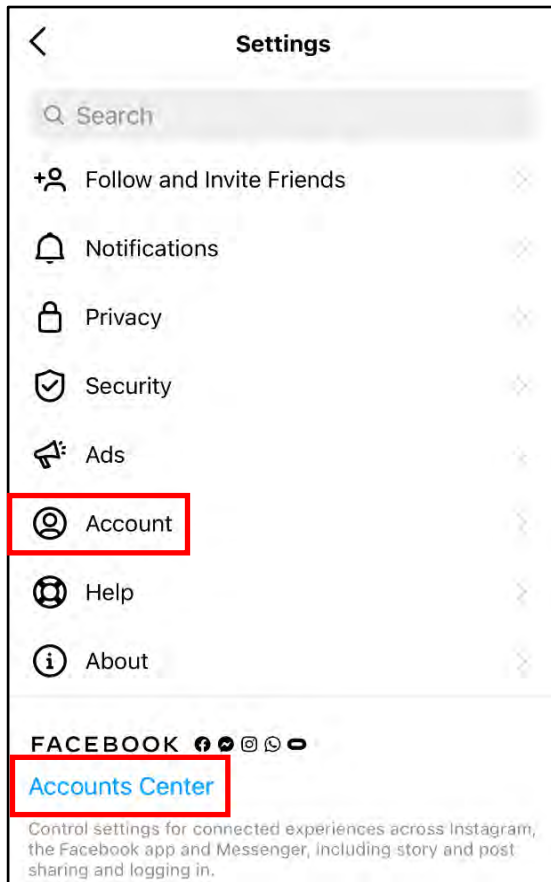 Settings
Search
Follow and Invite Friends
Notifications
Privacy
Security
Ads
Account
Help
About
FACEBOOK
Accounts Center
Control settings for connected experiences across Instagram,
the Facebook app and Messenger, including story and post
sharing and logging in.